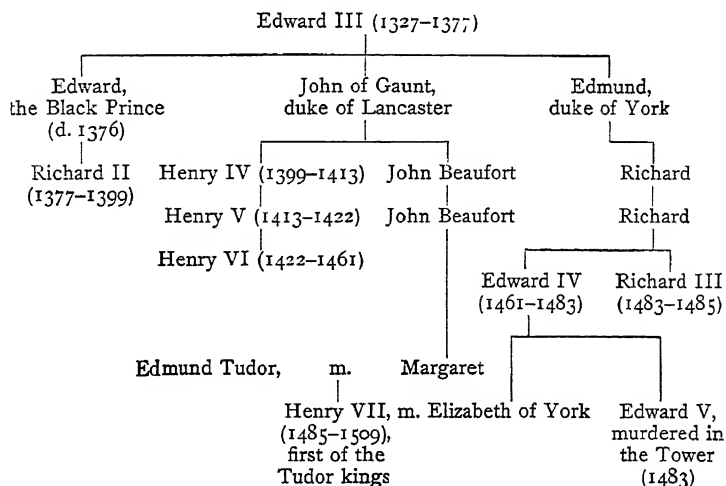 Edward III (1327–1377)
Edward, John of Gaunt, Edmund,
the Black Prince duke of Lancaster duke of York
(d. 1376)
Richard II Henry IV (1399–1413) John Beaufort Richard
(1377–1399)
Henry V (1413–1422) John Beaufort Richard
Henry VI (1422–1461)
Edward IV Richard III
(1461–1483) (1483–1485)
Edmund Tudor, m. Margaret
Henry VII, m. Elizabeth of York Edward V,
(1485–1509), murdered in
first of the the Tower
Tudor kings (1483)